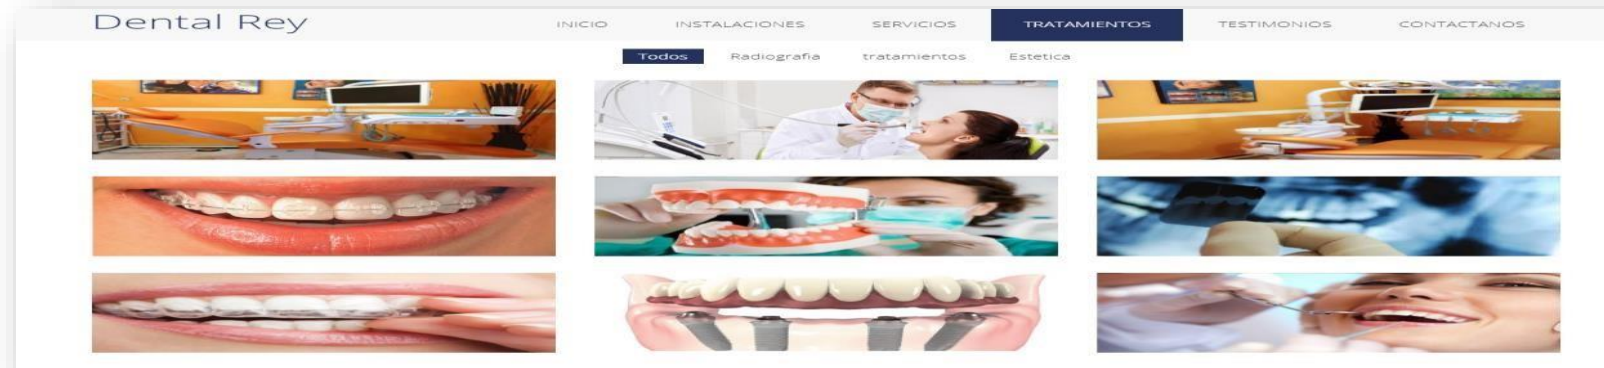 Dental Rey INICIO INSTALACIONES SERVICIOS TRATAMIENTOS TESTIMONIOS CONTACTANOS
Todos Radiografia tratamientos Estetica